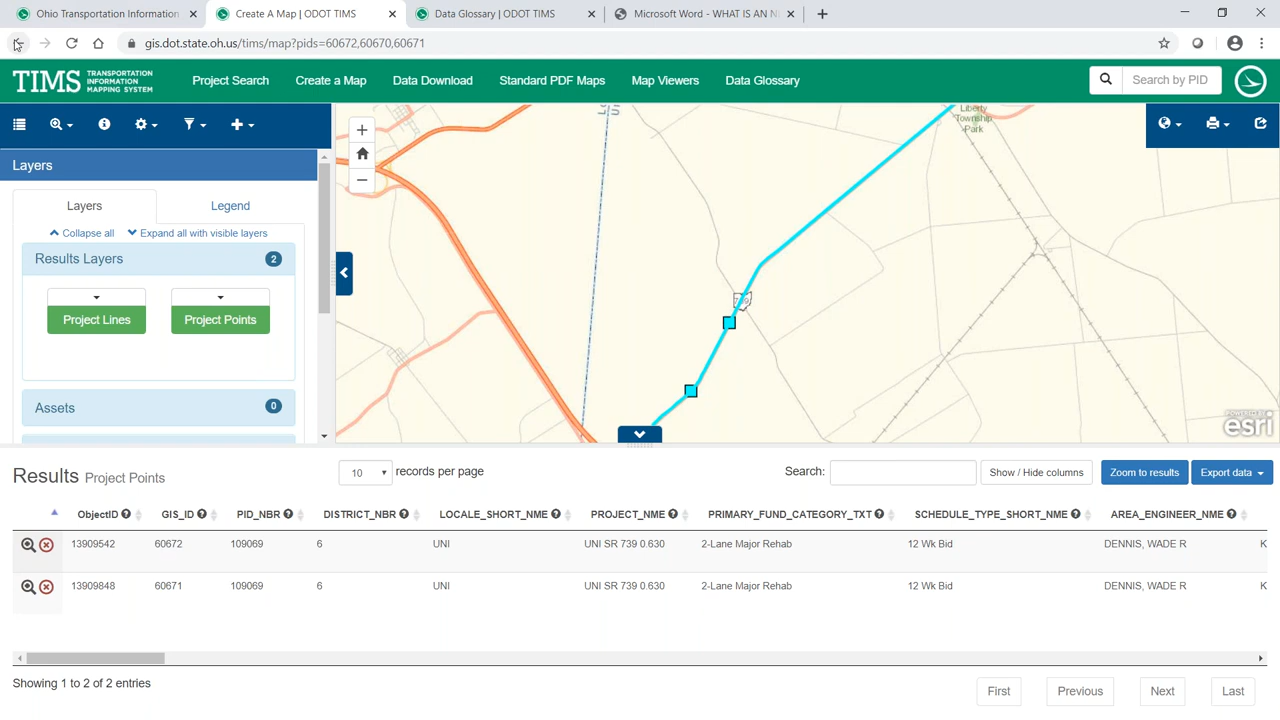 Ohio Transportation Information
Create A Map | ODOT TIMS
Data Glossary | ODOT TIMS
Microsoft Word - WHAT IS AN N
gis.dot.state.oh.us/tims/map?pids=60672,60670,60671
TIMS TRANSPORTATION INFORMATION MAPPING SYSTEM
Project Search
Create a Map
Data Download
Standard PDF Maps
Map Viewers
Data Glossary
Search by PID
Layers
Layers
Legend
Collapse all
Expand all with visible layers
Results Layers 2
Project Lines
Project Points
Assets 0
Liberty
Township
Park
POWERED BY
esri
Results Project Points
10 records per page
Search:
Show / Hide columns
Zoom to results
Export data
ObjectID GIS_ID PID_NBR DISTRICT_NBR LOCALE_SHORT_NME PROJECT_NME PRIMARY_FUND_CATEGORY_TXT SCHEDULE_TYPE_SHORT_NME AREA_ENGINEER_NME
13909542 60672 109069 6 UNI UNI SR 739 0.630 2-Lane Major Rehab 12 Wk Bid DENNIS, WADE R K
13909848 60671 109069 6 UNI UNI SR 739 0.630 2-Lane Major Rehab 12 Wk Bid DENNIS, WADE R K
Showing 1 to 2 of 2 entries
First
Previous
Next
Last